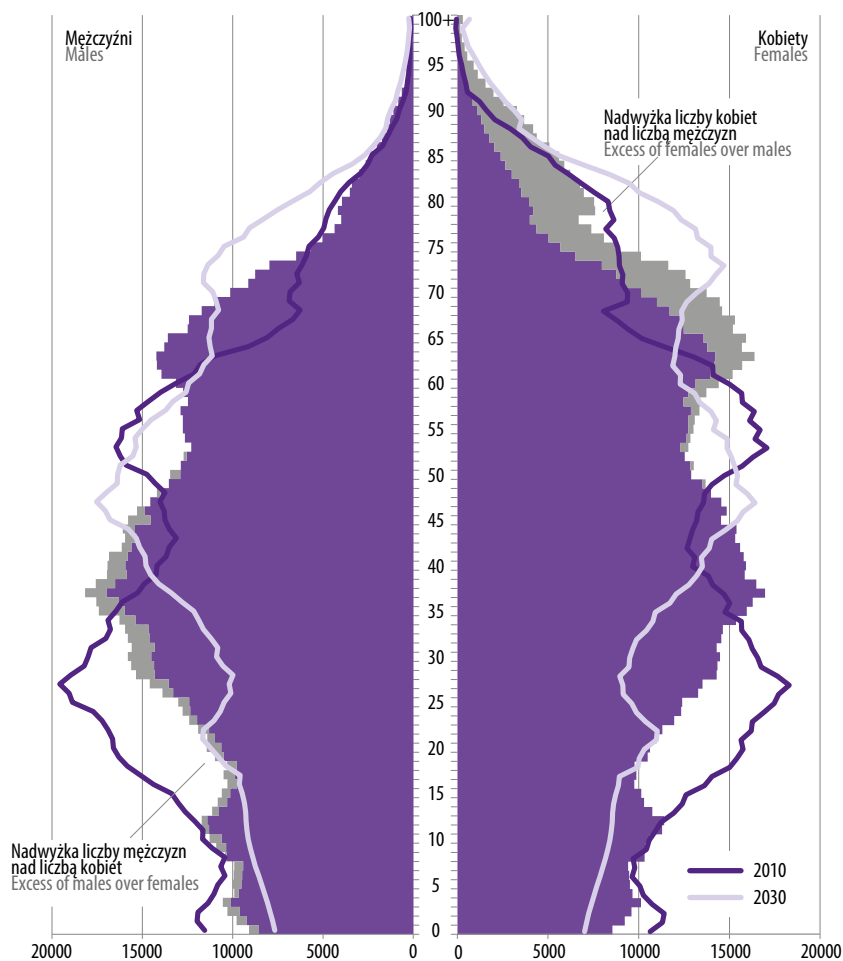 Mężczyźni
Males
Kobiety
Females
100+
95
90
85
80
75
70
65
60
55
50
45
40
35
30
25
20
15
10
5
0
Nadwyżka liczby kobiet
nad liczbą mężczyzn
Excess of females over males
Nadwyżka liczby mężczyzn
nad liczbą kobiet
Excess of males over females
2010
2030
20000 15000 10000 5000 0 0 5000 10000 15000 20000